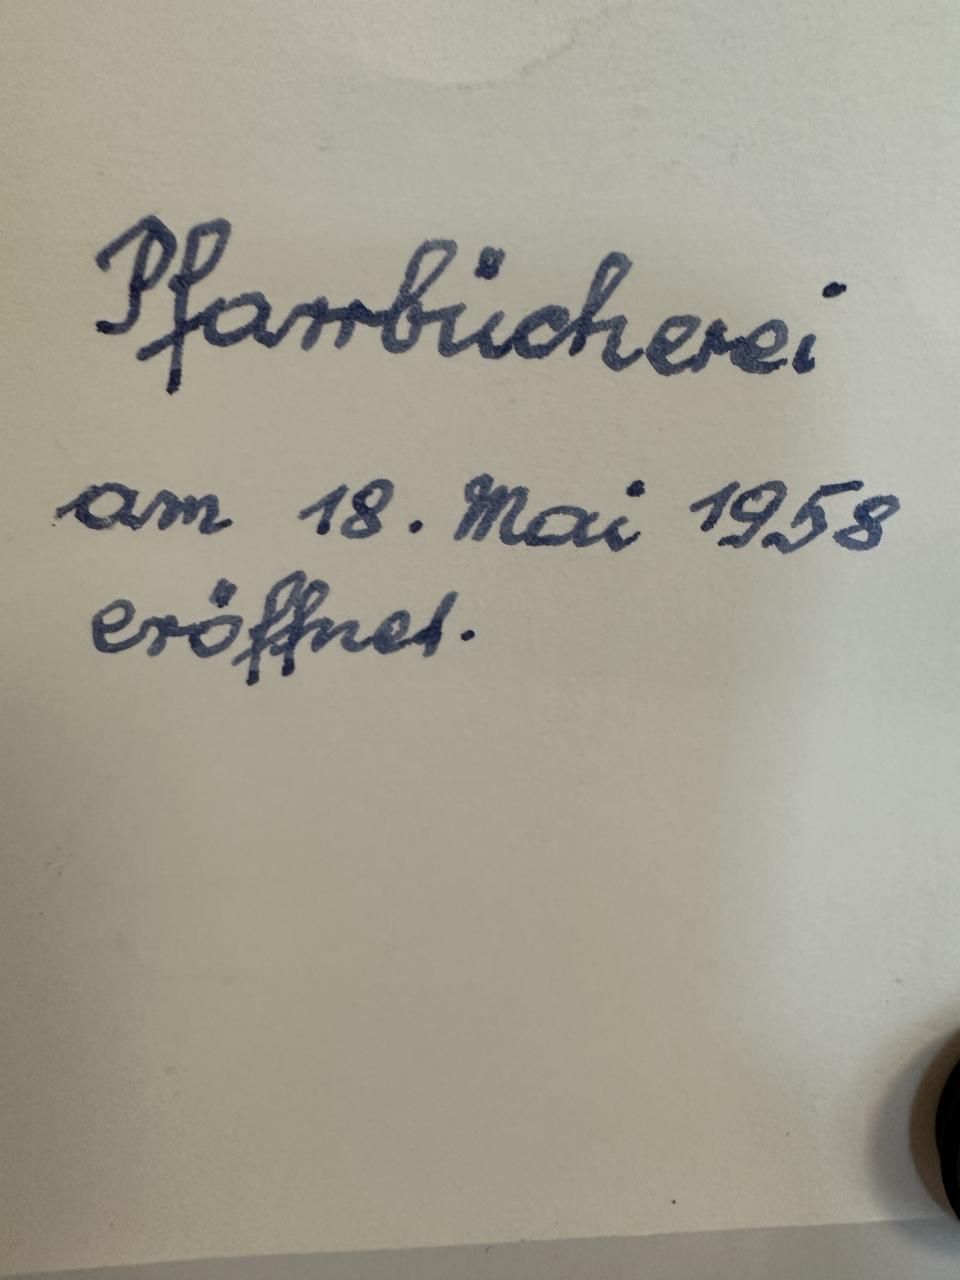 Pfarrbücherei
am 18. Mai 1958
eröffnet.